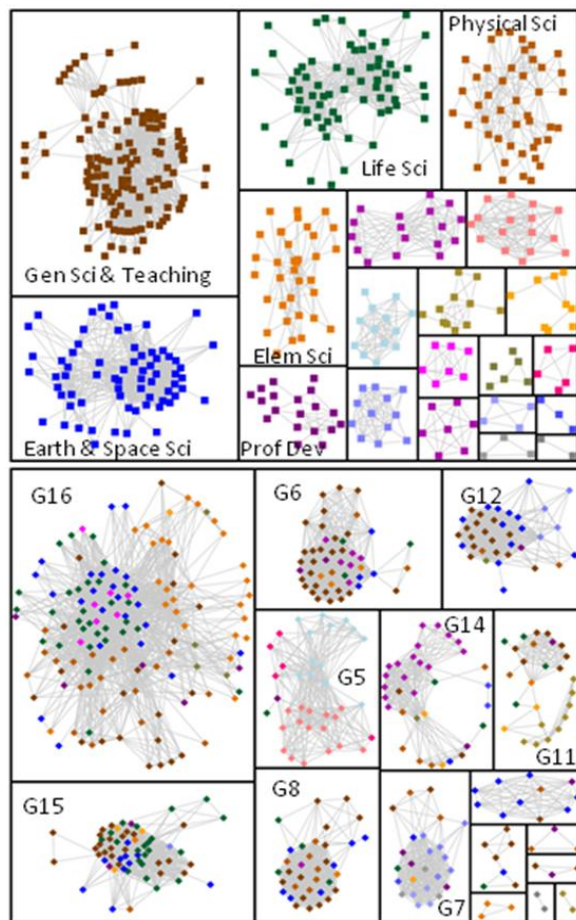 Physical Sci
Life Sci
Gen Sci & Teaching
Elem Sci
Earth & Space Sci
Prof Dev
G16
G6
G12
G5
G14
G11
G15
G8
G7